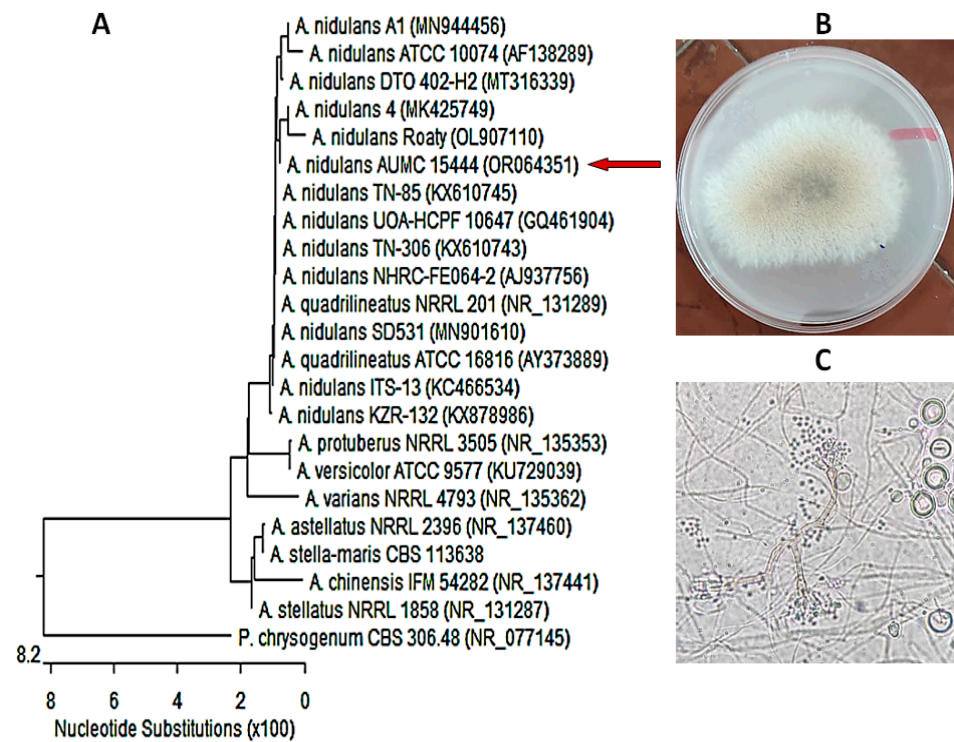 A
B
A. nidulans A1 (MN944456)
A. nidulans ATCC 10074 (AF138289)
A. nidulans DTO 402-H2 (MT316339)
A. nidulans 4 (MK425749)
A. nidulans Roaty (OL907110)
A. nidulans AUMC 15444 (OR064351)
A. nidulans TN-85 (KX610745)
A. nidulans UOA-HCPF 10647 (GQ461904)
A. nidulans TN-306 (KX610743)
A. nidulans NHRC-FE064-2 (AJ937756)
A. quadrilineatus NRRL 201 (NR_131289)
A. nidulans SD531 (MN901610)
A. quadrilineatus ATCC 16816 (AY373889)
A. nidulans ITS-13 (KC466534)
A. nidulans KZR-132 (KX878986)
A. protuberus NRRL 3505 (NR_135353)
A. versicolor ATCC 9577 (KU729039)
A. varians NRRL 4793 (NR_135362)
A. astellatus NRRL 2396 (NR_137460)
A. stella-maris CBS 113638
A. chinensis IFM 54282 (NR_137441)
A. stellatus NRRL 1858 (NR_131287)
P. chrysogenum CBS 306.48 (NR_077145)
8.2
8 6 4 2 0
Nucleotide Substitutions (x100)
C